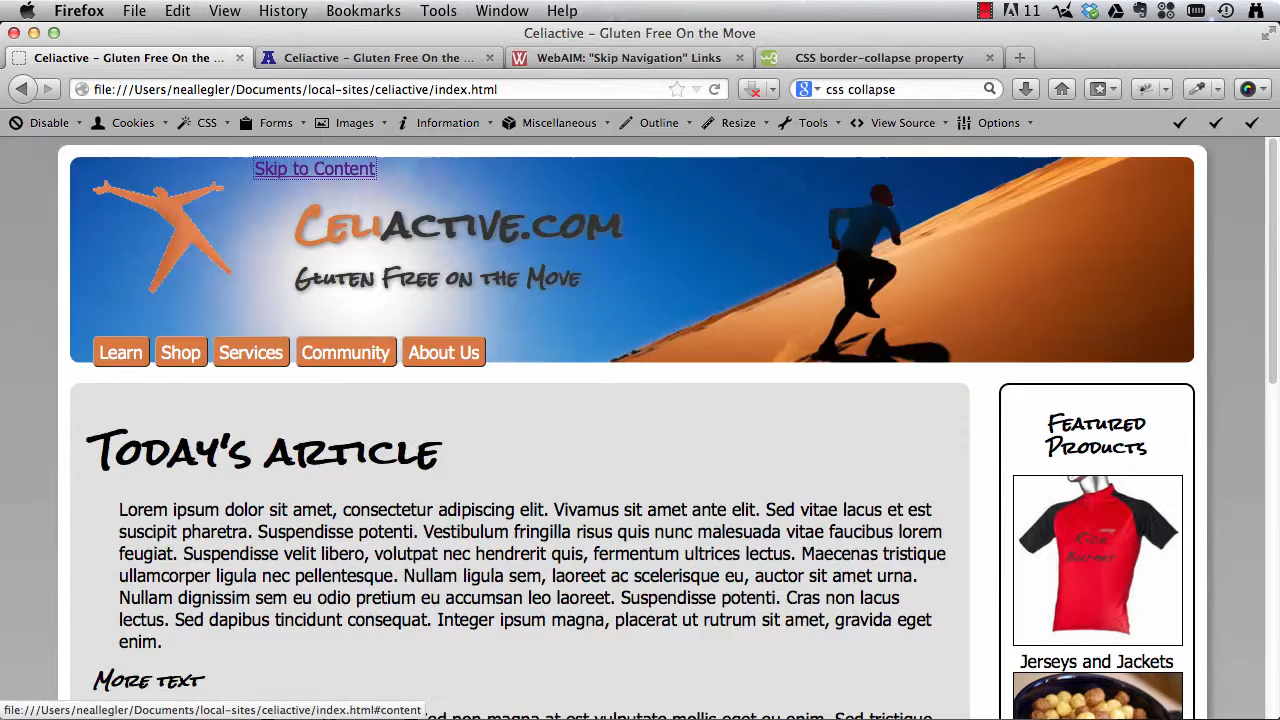 Firefox File Edit View History Bookmarks Tools Window Help 11
Celiactive – Gluten Free On the Move
Celiactive – Gluten Free On the ... Celiactive – Gluten Free On the ... WebAIM: "Skip Navigation" Links CSS border-collapse property
file:///Users/neallegler/Documents/local-sites/celiactive/index.html css collapse
Disable Cookies CSS Forms Images Information Miscellaneous Outline Resize Tools View Source Options
Skip to Content
Celiactive.com
Gluten Free on the Move
Learn Shop Services Community About Us
Today's article
Lorem ipsum dolor sit amet, consectetur adipiscing elit. Vivamus sit amet ante elit. Sed vitae lacus et est
suscipit pharetra. Suspendisse potenti. Vestibulum fringilla risus quis nunc malesuada vitae faucibus lorem
feugiat. Suspendisse velit libero, volutpat nec hendrerit quis, fermentum ultrices lectus. Maecenas tristique
ullamcorper ligula nec pellentesque. Nullam ligula sem, laoreet ac scelerisque eu, auctor sit amet urna.
Nullam dignissim sem eu odio pretium eu accumsan leo laoreet. Suspendisse potenti. Cras non lacus
lectus. Sed dapibus tincidunt consequat. Integer ipsum magna, placerat ut rutrum sit amet, gravida eget
enim.
More text
Featured
Products
Rice
Burner
Jerseys and Jackets
file:///Users/neallegler/Documents/local-sites/celiactive/index.html#content